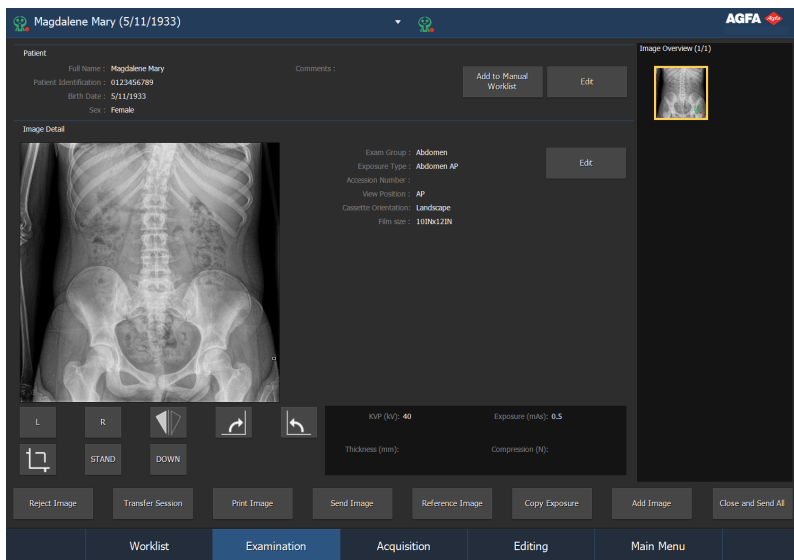 Magdalene Mary (5/11/1933)
AGFA
Patient
Full Name : Magdalene Mary
Comments :
Patient Identification : 0123456789
Birth Date : 5/11/1933
Sex : Female
Add to Manual
Worklist
Edit
Image Overview (1/1)
Image Detail
Exam Group : Abdomen
Exposure Type : Abdomen AP
Accession Number :
View Position : AP
Cassette Orientation: Landscape
Film size : 10INx12IN
Edit
L
R
STAND
DOWN
KVP (kV): 40
Exposure (mAs): 0.5
Thickness (mm):
Compression (N):
Reject Image
Transfer Session
Print Image
Send Image
Reference Image
Copy Exposure
Add Image
Close and Send All
Worklist
Examination
Acquisition
Editing
Main Menu